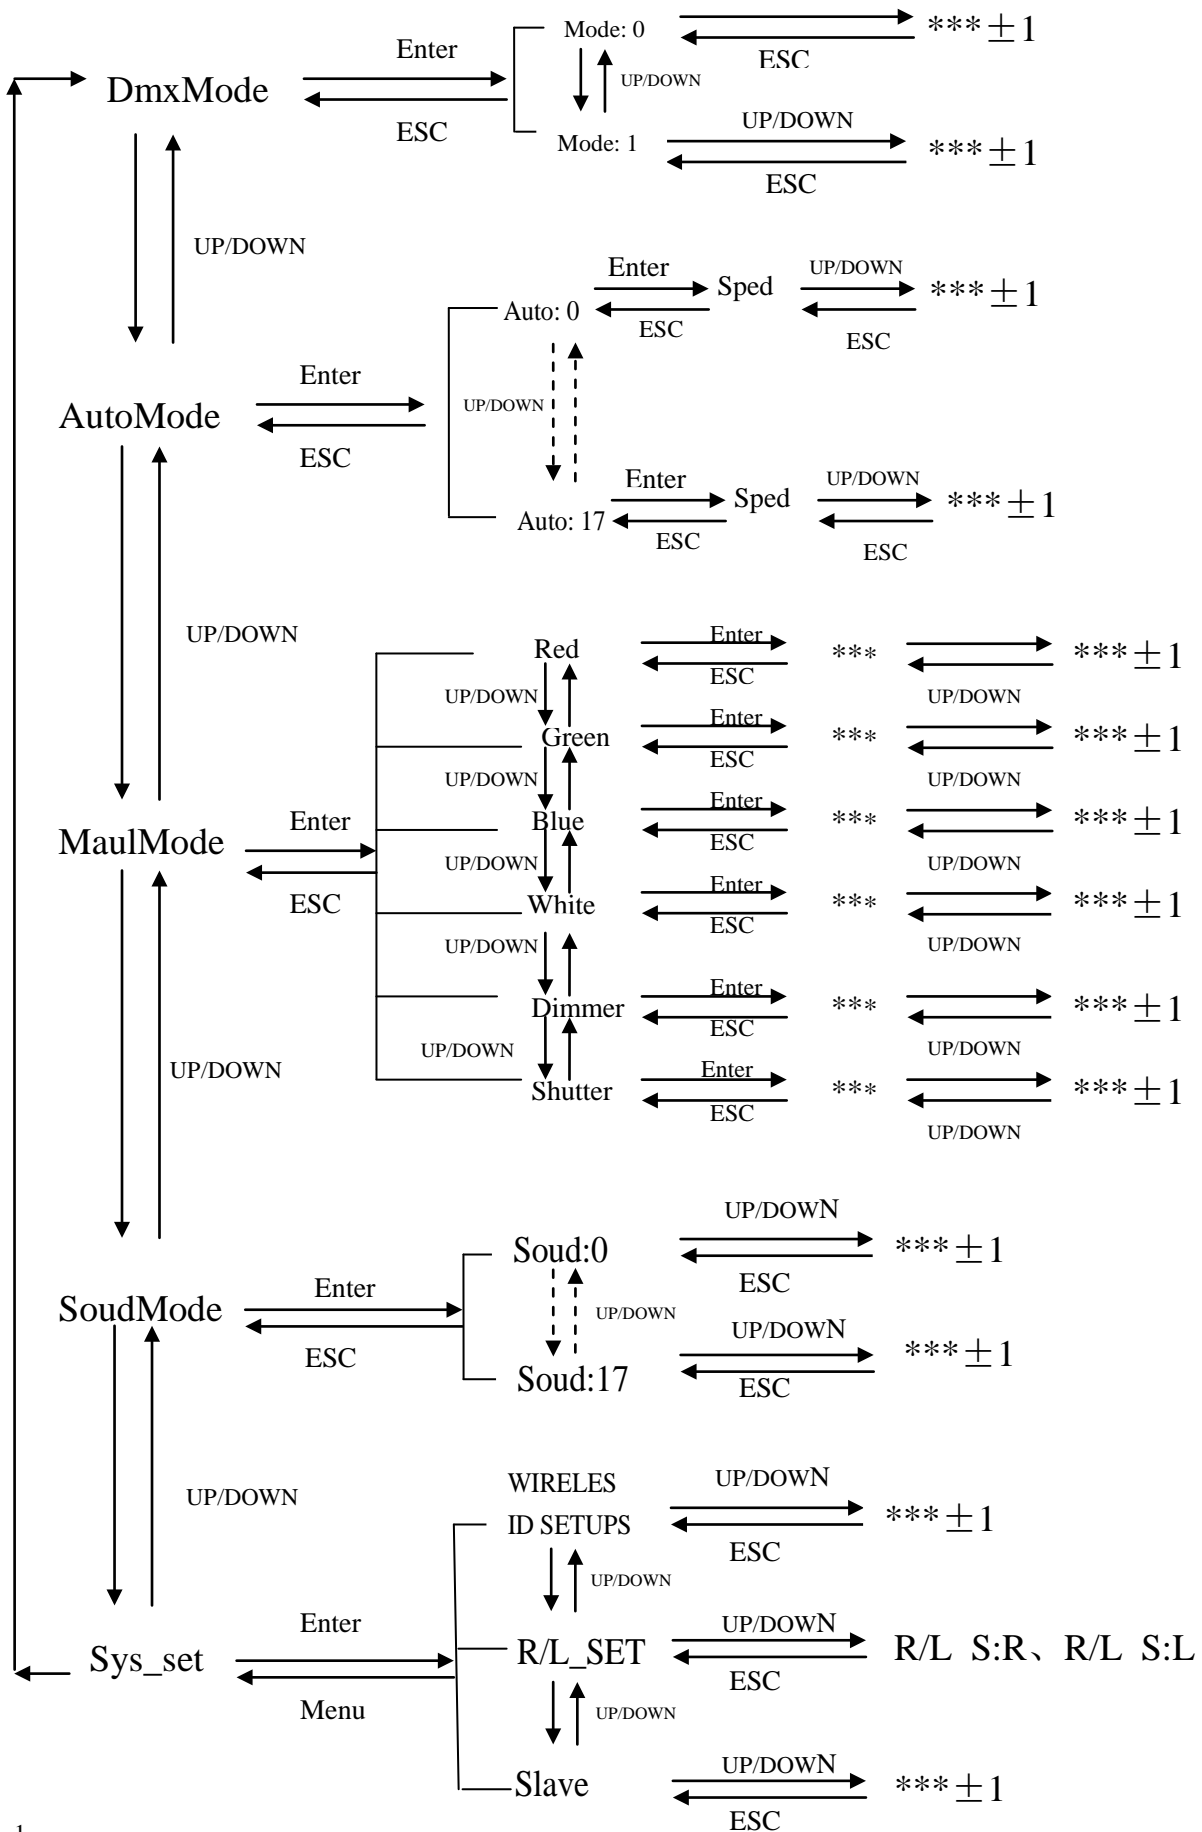 Mode: 0
***±1
Enter
ESC
DmxMode
UP/DOWN
ESC
Mode: 1
UP/DOWN
***±1
ESC
UP/DOWN
Enter
Sped
UP/DOWN
***±1
Auto: 0
ESC
ESC
Enter
AutoMode
UP/DOWN
ESC
Enter
Sped
UP/DOWN
***±1
Auto: 17
ESC
ESC
UP/DOWN
Red
Enter
***
***±1
ESC
UP/DOWN
UP/DOWN
Green
Enter
***
***±1
ESC
UP/DOWN
UP/DOWN
Enter
MaulMode
ESC
Blue
Enter
***
***±1
ESC
UP/DOWN
UP/DOWN
White
Enter
***
***±1
ESC
UP/DOWN
UP/DOWN
Dimmer
Enter
***
***±1
ESC
UP/DOWN
UP/DOWN
UP/DOWN
Shutter
Enter
***
***±1
ESC
UP/DOWN
Soud:0
UP/DOWN
***±1
ESC
Enter
SoudMode
ESC
UP/DOWN
UP/DOWN
***±1
Soud:17
ESC
UP/DOWN
WIRELES
ID SETUPS
UP/DOWN
***±1
ESC
UP/DOWN
Enter
Sys_set
Menu
R/L_SET
UP/DOWN
R/L S:R、R/L S:L
ESC
UP/DOWN
Slave
UP/DOWN
***±1
ESC